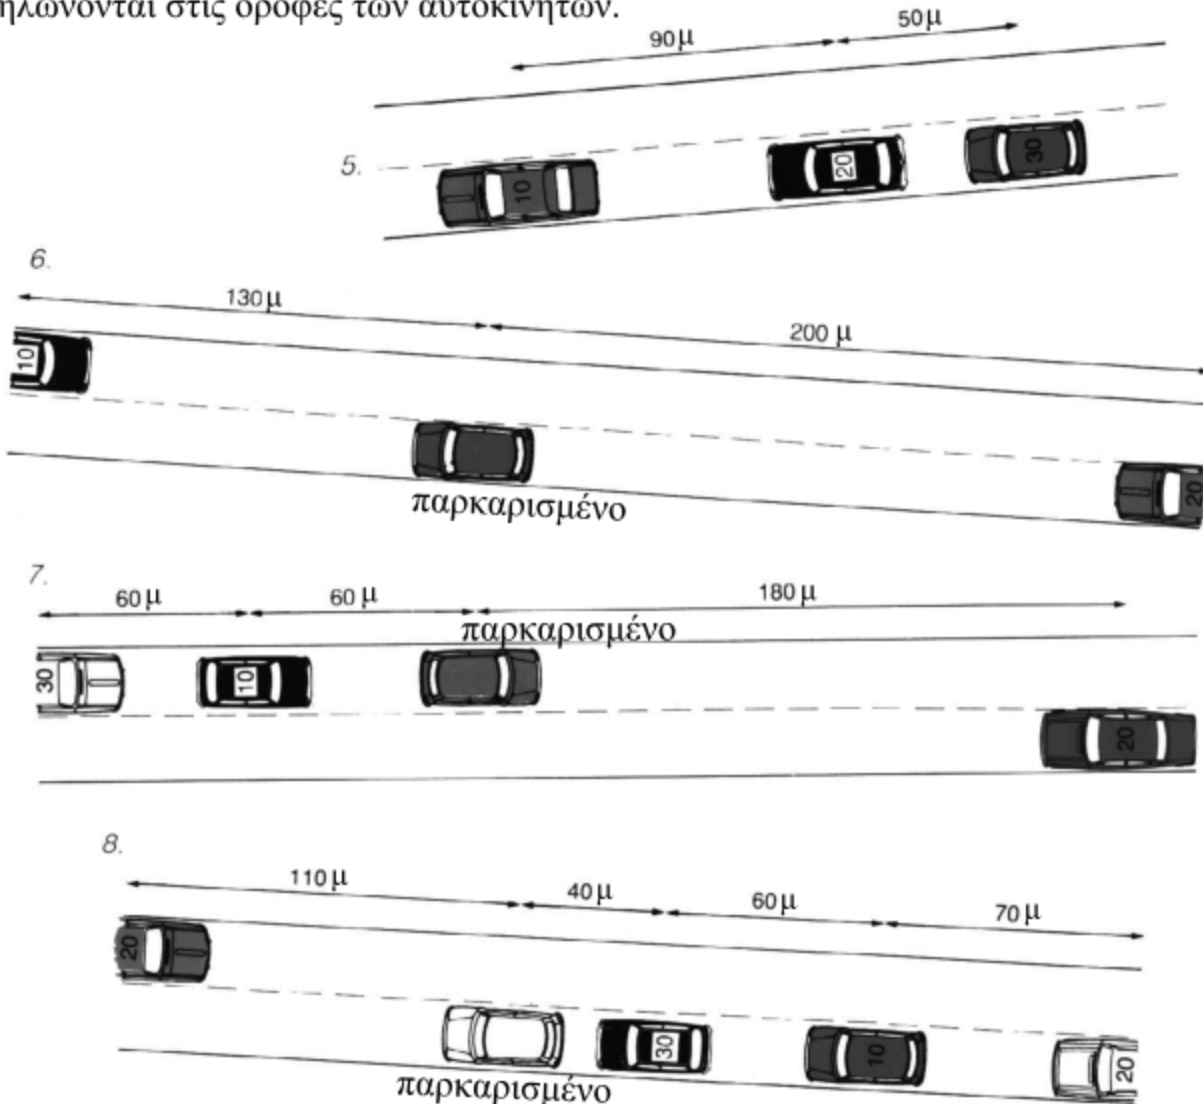 ηλώνονται στις οροφές των αυτοκινήτων.
90μ 50μ
5.
10 20 30
6.
130μ 200 μ
10
20
παρκαρισμένο
7.
60μ 60μ 180μ
παρκαρισμένο
30 10
20
8.
110μ 40μ 60μ 70μ
20
30 10 20
παρκαρισμένο